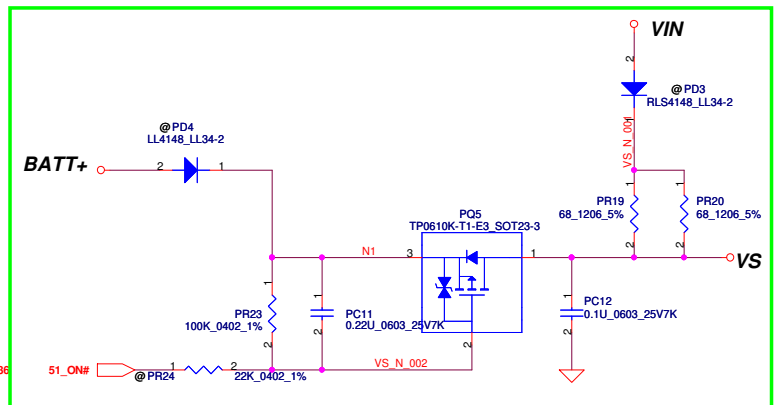 VIN
2
@PD3
RLS4148_LL34-2
1
VS_N_001
@PD4
LL4148_LL34-2
BATT+
2
1
1
1
PR19
68_1206_5%
PR20
68_1206_5%
2
2
PQ5
TP0610K-T1-E3_SOT23-3
N1
3
1
VS
1
PR23
100K_0402_1%
2
1
PC11
0.22U_0603_25V7K
2
1
PC12
0.1U_0603_25V7K
2
2
VS_N_002
51_ON#
1
@PR24
2
22K_0402_1%